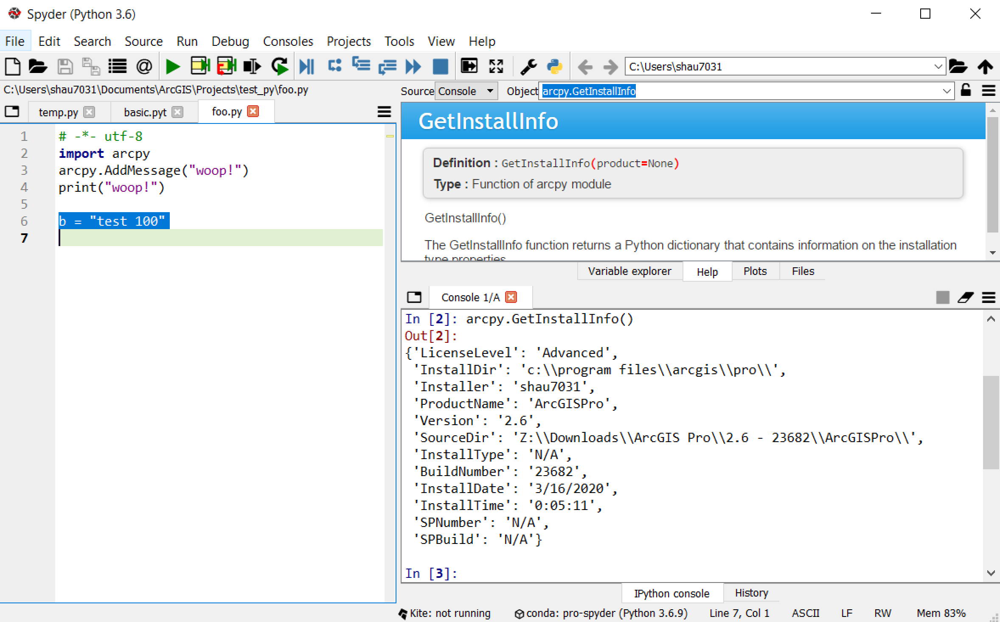 Spyder (Python 3.6)
File Edit Search Source Run Debug Consoles Projects Tools View Help
@ C:\Users\shau7031
C:\Users\shau7031\Documents\ArcGIS\Projects\test_py\foo.py
temp.py basic.pyt foo.py
1 # -*- utf-8
2 import arcpy
3 arcpy.AddMessage("woop!")
4 print("woop!")
5
6 b = "test 100"
7
Source Console Object arcpy.GetInstallInfo
GetInstallInfo
Definition : GetInstallInfo(product=None)
Type : Function of arcpy module
GetInstallInfo()
The GetInstallInfo function returns a Python dictionary that contains information on the installation
type properties
Variable explorer Help Plots Files
Console 1/A
In [2]: arcpy.GetInstallInfo()
Out[2]:
{'LicenseLevel': 'Advanced',
'InstallDir': 'c:\\program files\\arcgis\\pro\\',
'Installer': 'shau7031',
'ProductName': 'ArcGISPro',
'Version': '2.6',
'SourceDir': 'Z:\\Downloads\\ArcGIS Pro\\2.6 - 23682\\ArcGISPro\\',
'InstallType': 'N/A',
'BuildNumber': '23682',
'InstallDate': '3/16/2020',
'InstallTime': '0:05:11',
'SPNumber': 'N/A',
'SPBuild': 'N/A'}
In [3]:
IPython console History
Kite: not running conda: pro-spyder (Python 3.6.9) Line 7, Col 1 ASCII LF RW Mem 83%